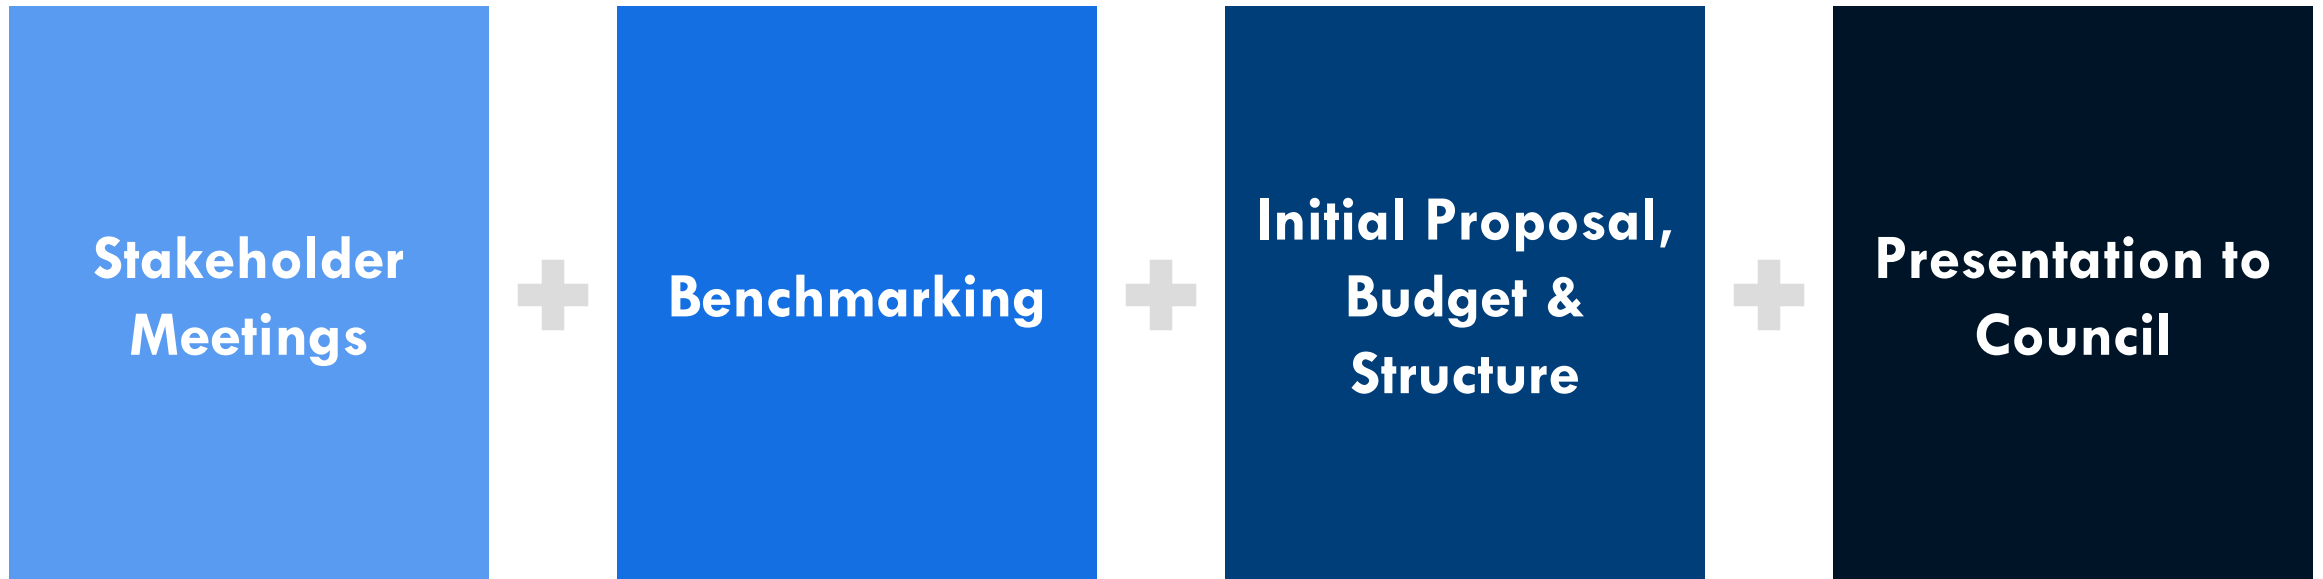 Stakeholder
Meetings
Benchmarking
Initial Proposal,
Budget &
Structure
Presentation to
Council